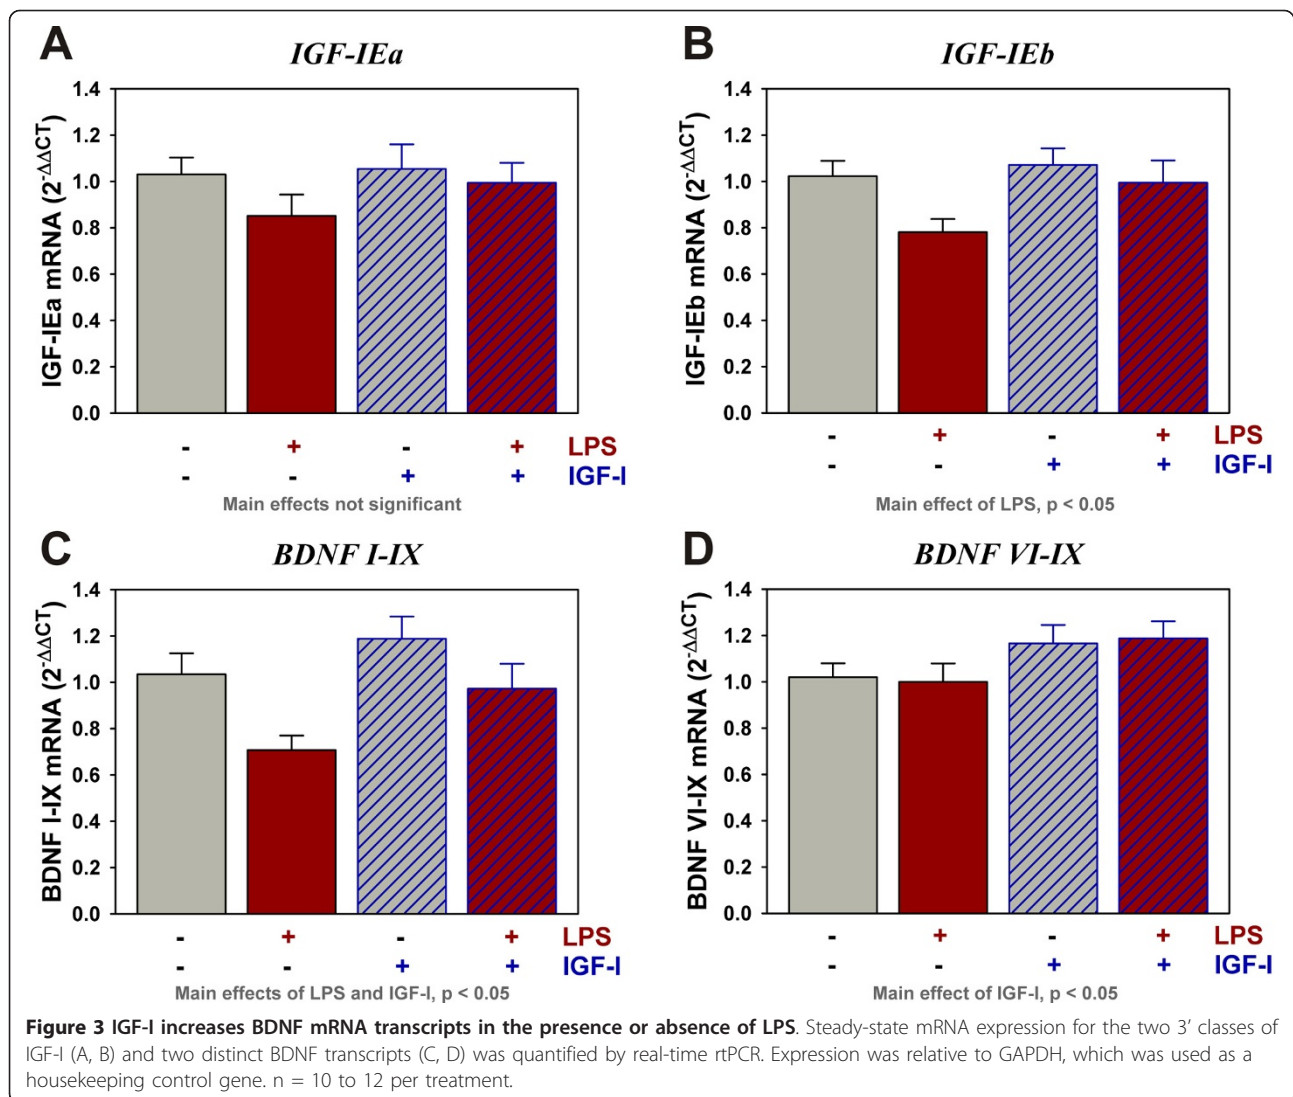 A
IGF-IEa
IGF-IEa mRNA (2^-ΔΔCT)
1.4
1.2
1.0
0.8
0.6
0.4
0.2
0.0
- + - + LPS
- - + + IGF-I
Main effects not significant
B
IGF-IEb
IGF-IEb mRNA (2^-ΔΔCT)
1.4
1.2
1.0
0.8
0.6
0.4
0.2
0.0
- + - + LPS
- - + + IGF-I
Main effect of LPS, p < 0.05
C
BDNF I-IX
BDNF I-IX mRNA (2^-ΔΔCT)
1.4
1.2
1.0
0.8
0.6
0.4
0.2
0.0
- + - + LPS
- - + + IGF-I
Main effects of LPS and IGF-I, p < 0.05
D
BDNF VI-IX
BDNF VI-IX mRNA (2^-ΔΔCT)
1.4
1.2
1.0
0.8
0.6
0.4
0.2
0.0
- + - + LPS
- - + + IGF-I
Main effect of IGF-I, p < 0.05
Figure 3 IGF-I increases BDNF mRNA transcripts in the presence or absence of LPS. Steady-state mRNA expression for the two 3’ classes of
IGF-I (A, B) and two distinct BDNF transcripts (C, D) was quantified by real-time rtPCR. Expression was relative to GAPDH, which was used as a
housekeeping control gene. n = 10 to 12 per treatment.